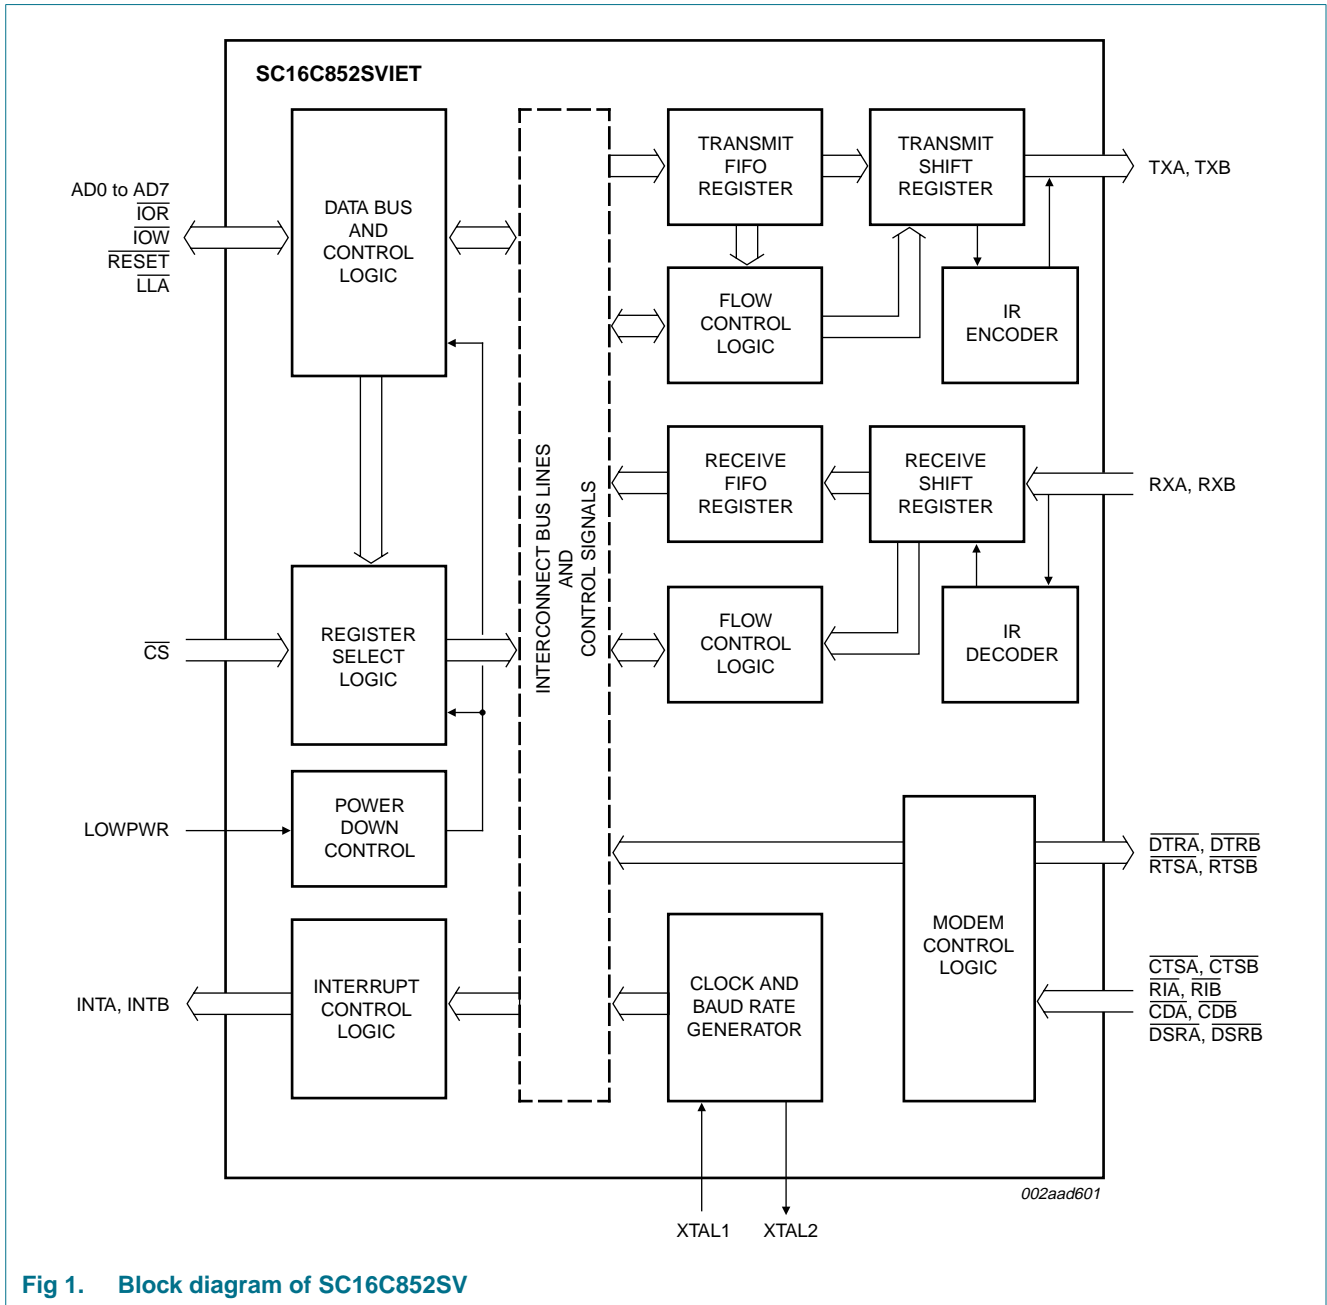 SC16C852SVIET
AD0 to AD7
IOR
IOW
RESET
LLA
DATA BUS
AND
CONTROL
LOGIC
TRANSMIT
FIFO
REGISTER
TRANSMIT
SHIFT
REGISTER
TXA, TXB
FLOW
CONTROL
LOGIC
IR
ENCODER
INTERCONNECT BUS LINES
AND
CONTROL SIGNALS
RECEIVE
FIFO
REGISTER
RECEIVE
SHIFT
REGISTER
RXA, RXB
CS
REGISTER
SELECT
LOGIC
FLOW
CONTROL
LOGIC
IR
DECODER
LOWPWR
POWER
DOWN
CONTROL
DTRA, DTRB
RTSA, RTSB
MODEM
CONTROL
LOGIC
CTSA, CTSB
RIA, RIB
CDA, CDB
DSRA, DSRB
INTA, INTB
INTERRUPT
CONTROL
LOGIC
CLOCK AND
BAUD RATE
GENERATOR
XTAL1
XTAL2
002aad601
Fig 1. Block diagram of SC16C852SV